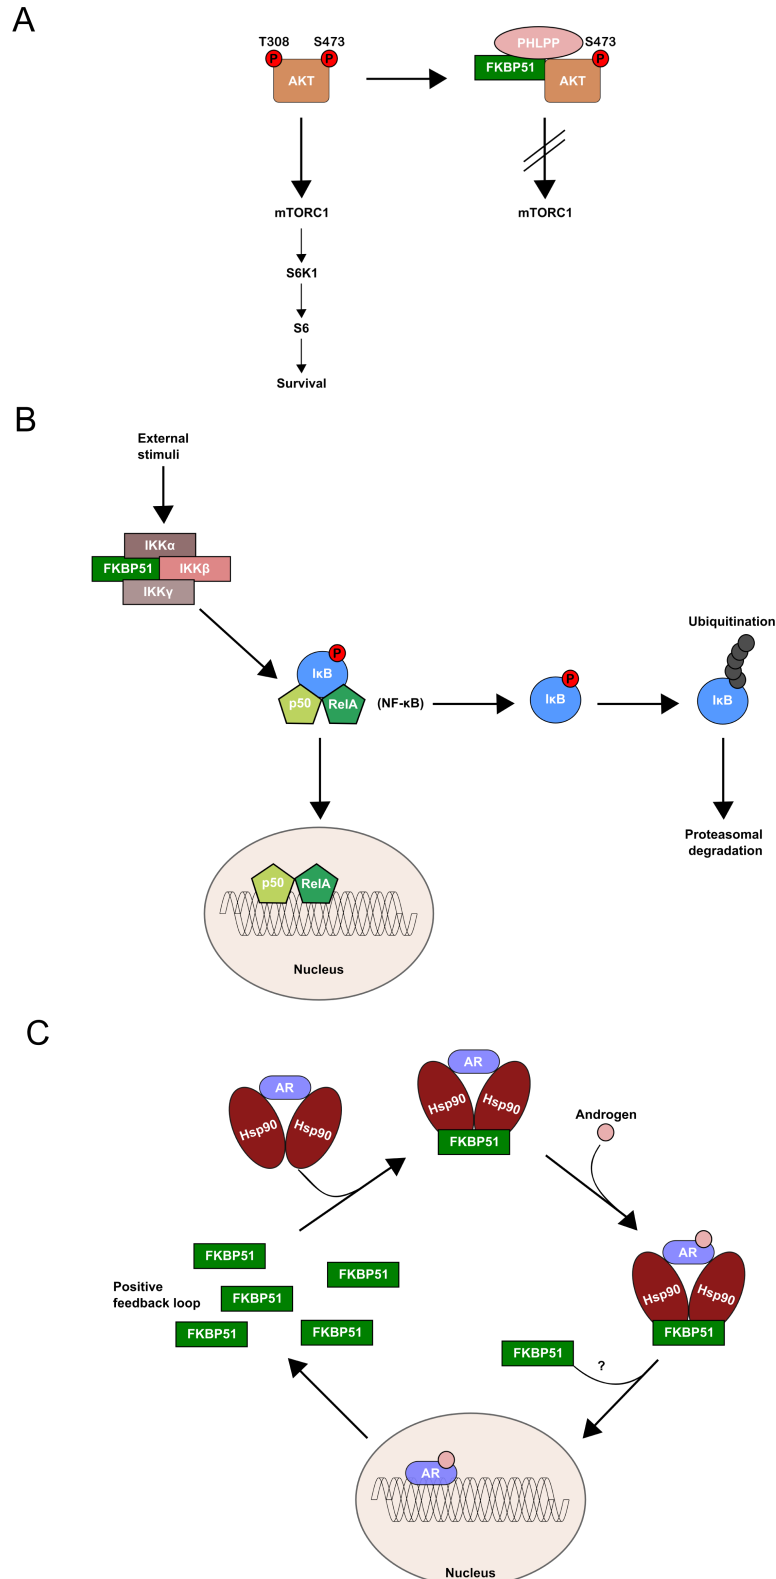 A
T308 S473
P P
AKT
PHLPP S473
P
FKBP51
AKT
mTORC1
mTORC1
S6K1
S6
Survival
B
External
stimuli
IKKα
FKBP51 IKKβ
IKKγ
P
IκB
p50 RelA
(NF-κB)
P
IκB
Ubiquitination
IκB
Proteasomal
degradation
p50 RelA
Nucleus
C
AR
Hsp90 Hsp90
AR
Hsp90 Hsp90
FKBP51
Androgen
AR
Hsp90 Hsp90
FKBP51
FKBP51
FKBP51
FKBP51
FKBP51
FKBP51
Positive
feedback loop
FKBP51
?
AR
Nucleus